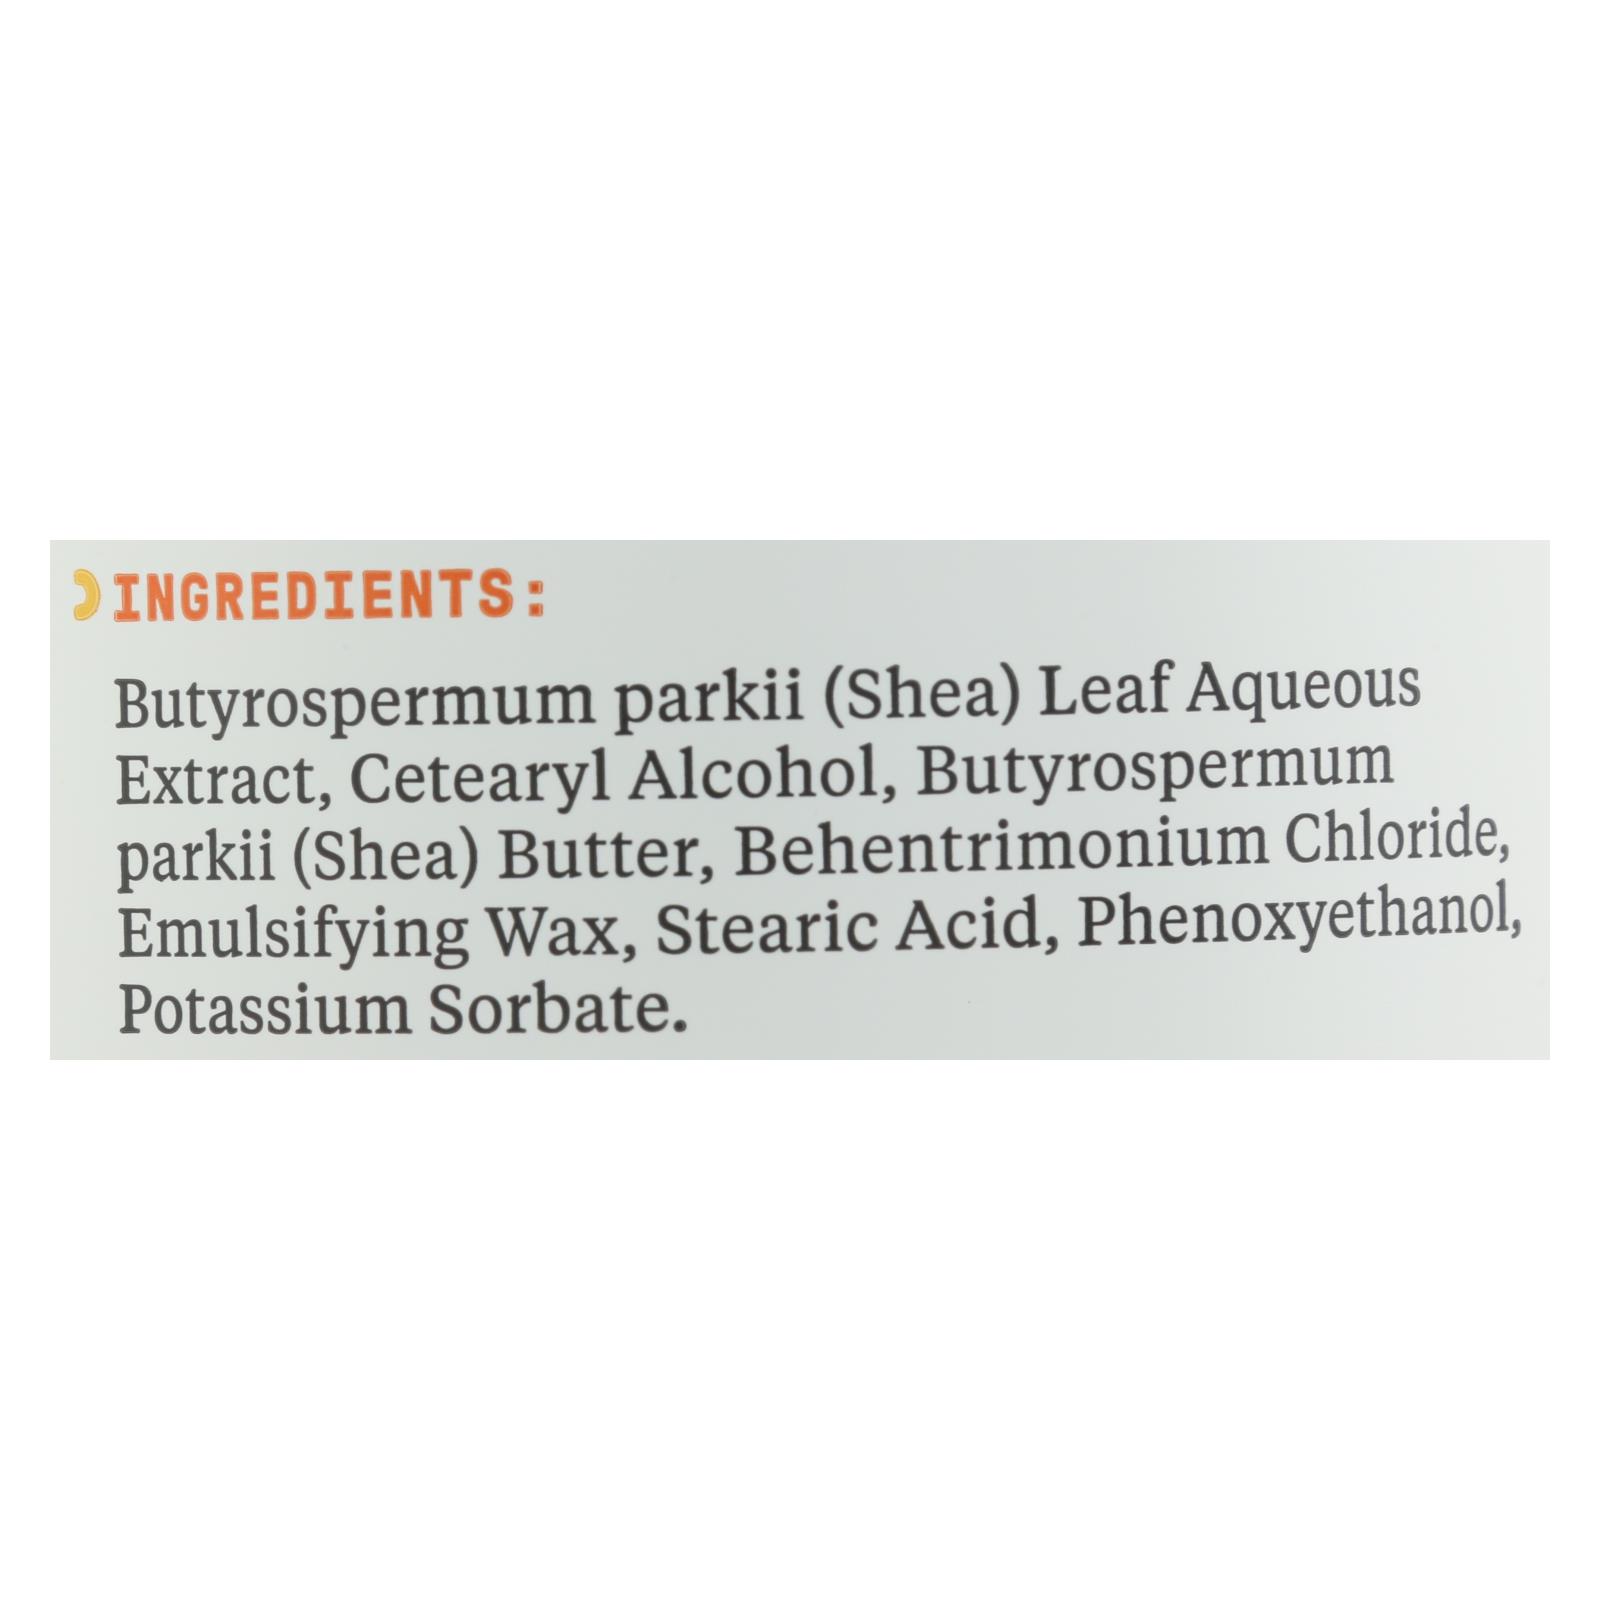 INGREDIENTS:
Butyrospermum parkii (Shea) Leaf Aqueous
Extract, Cetearyl Alcohol, Butyrospermum
parkii (Shea) Butter, Behentrimonium Chloride,
Emulsifying Wax, Stearic Acid, Phenoxyethanol,
Potassium Sorbate.